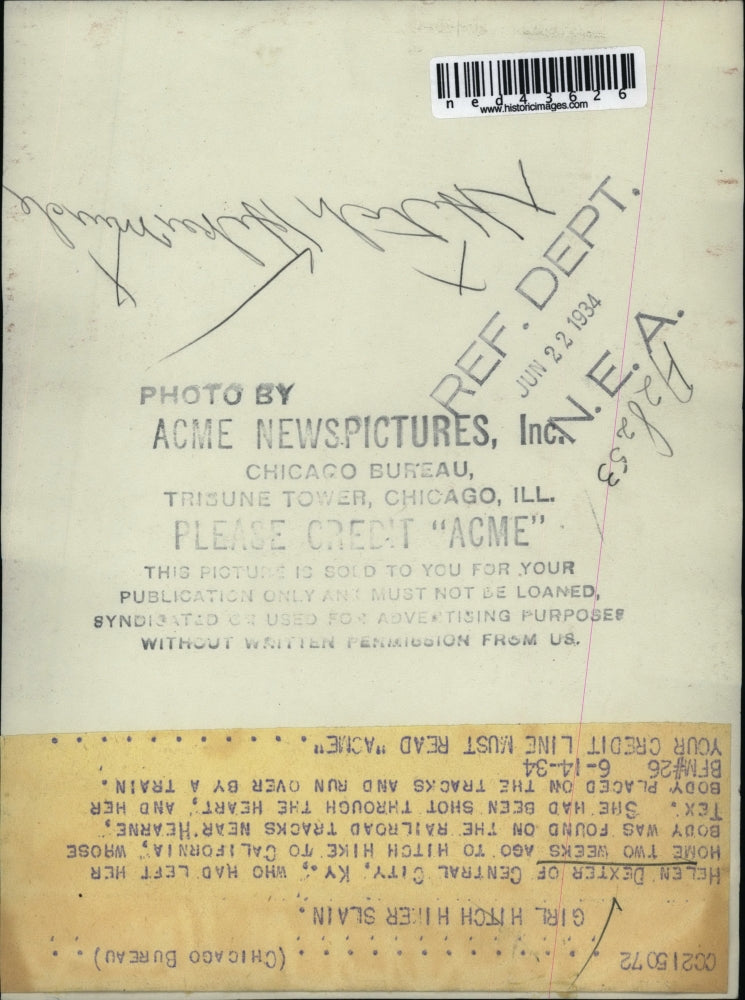 ned43626
www.historicimages.com
Hitch Hiker Murder
REF. DEPT.
JUN 22 1934
N. E. A.
PHOTO BY
ACME NEWSPICTURES, Inc.
CHICAGO BUREAU,
TRIBUNE TOWER, CHICAGO, ILL.
PLEASE CREDIT "ACME"
THIS PICTURE IS SOLD TO YOU FOR YOUR
PUBLICATION ONLY AND MUST NOT BE LOANED,
SYNDICATED OR USED FOR ADVERTISING PURPOSES
WITHOUT WRITTEN PERMISSION FROM US.
CC215072 . . . . . . . . . . . (CHICAGO BUREAU) . .
GIRL HITCH HIKER SLAIN.
HELEN DEXTER OF CENTRAL CITY, KY., WHO HAD LEFT HER
HOME TWO WEEKS AGO TO HITCH HIKE TO CALIFORNIA, WHOSE
BODY WAS FOUND ON THE RAILROAD TRACKS NEAR HEARNE,
TEX. SHE HAD BEEN SHOT THROUGH THE HEART, AND HER
BODY PLACED ON THE TRACKS AND RUN OVER BY A TRAIN.
BFM#26 6-14-34
YOUR CREDIT LINE MUST READ "ACME". . . . . . . . . . . .